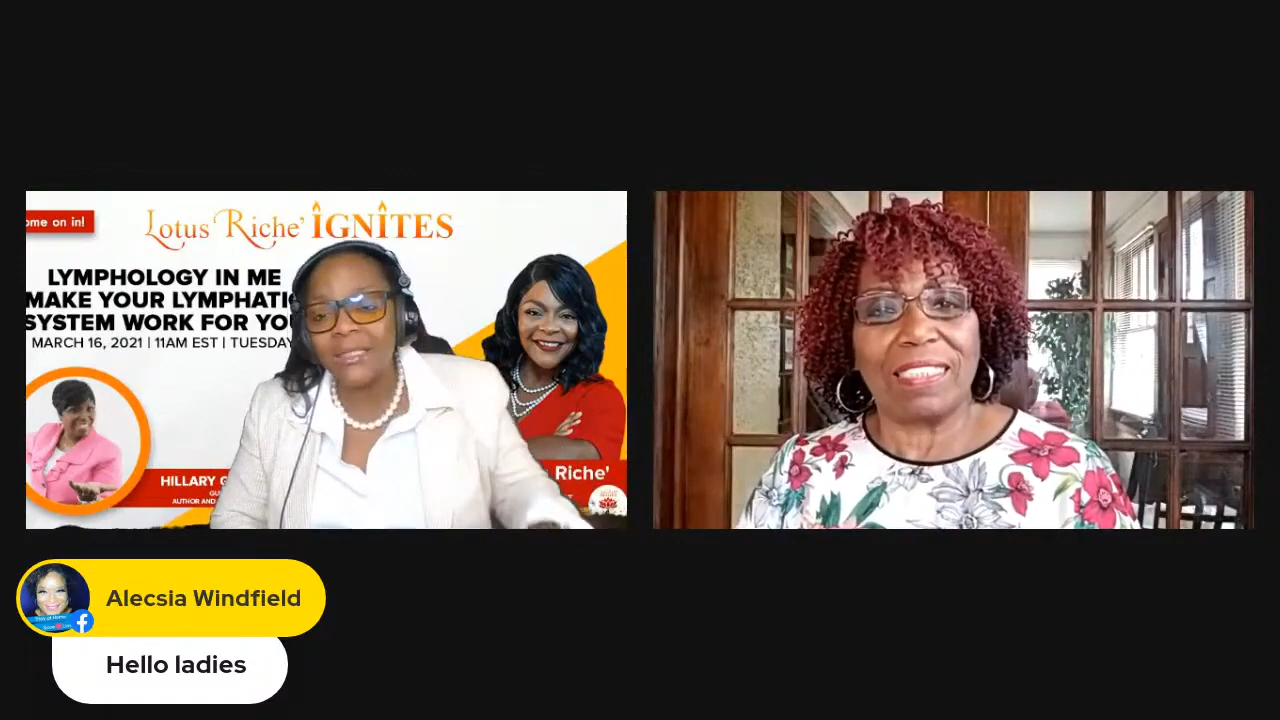 ome on in!
Lotus Riche' IGNITES
LYMPHOLOGY IN ME
MAKE YOUR LYMPHATIC
SYSTEM WORK FOR YOU
MARCH 16, 2021 | 11AM EST | TUESDAY
HILLARY G
Riche'
GU
AUTHOR AND
Alecsia Windfield
Hello ladies